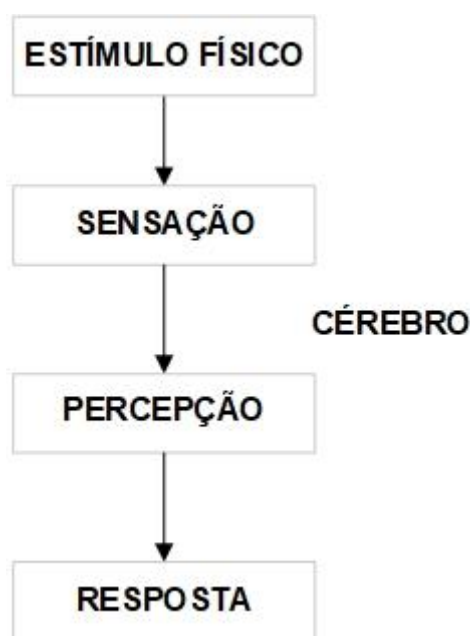 ESTÍMULO FÍSICO
SENSAÇÃO
CÉREBRO
PERCEPÇÃO
RESPOSTA